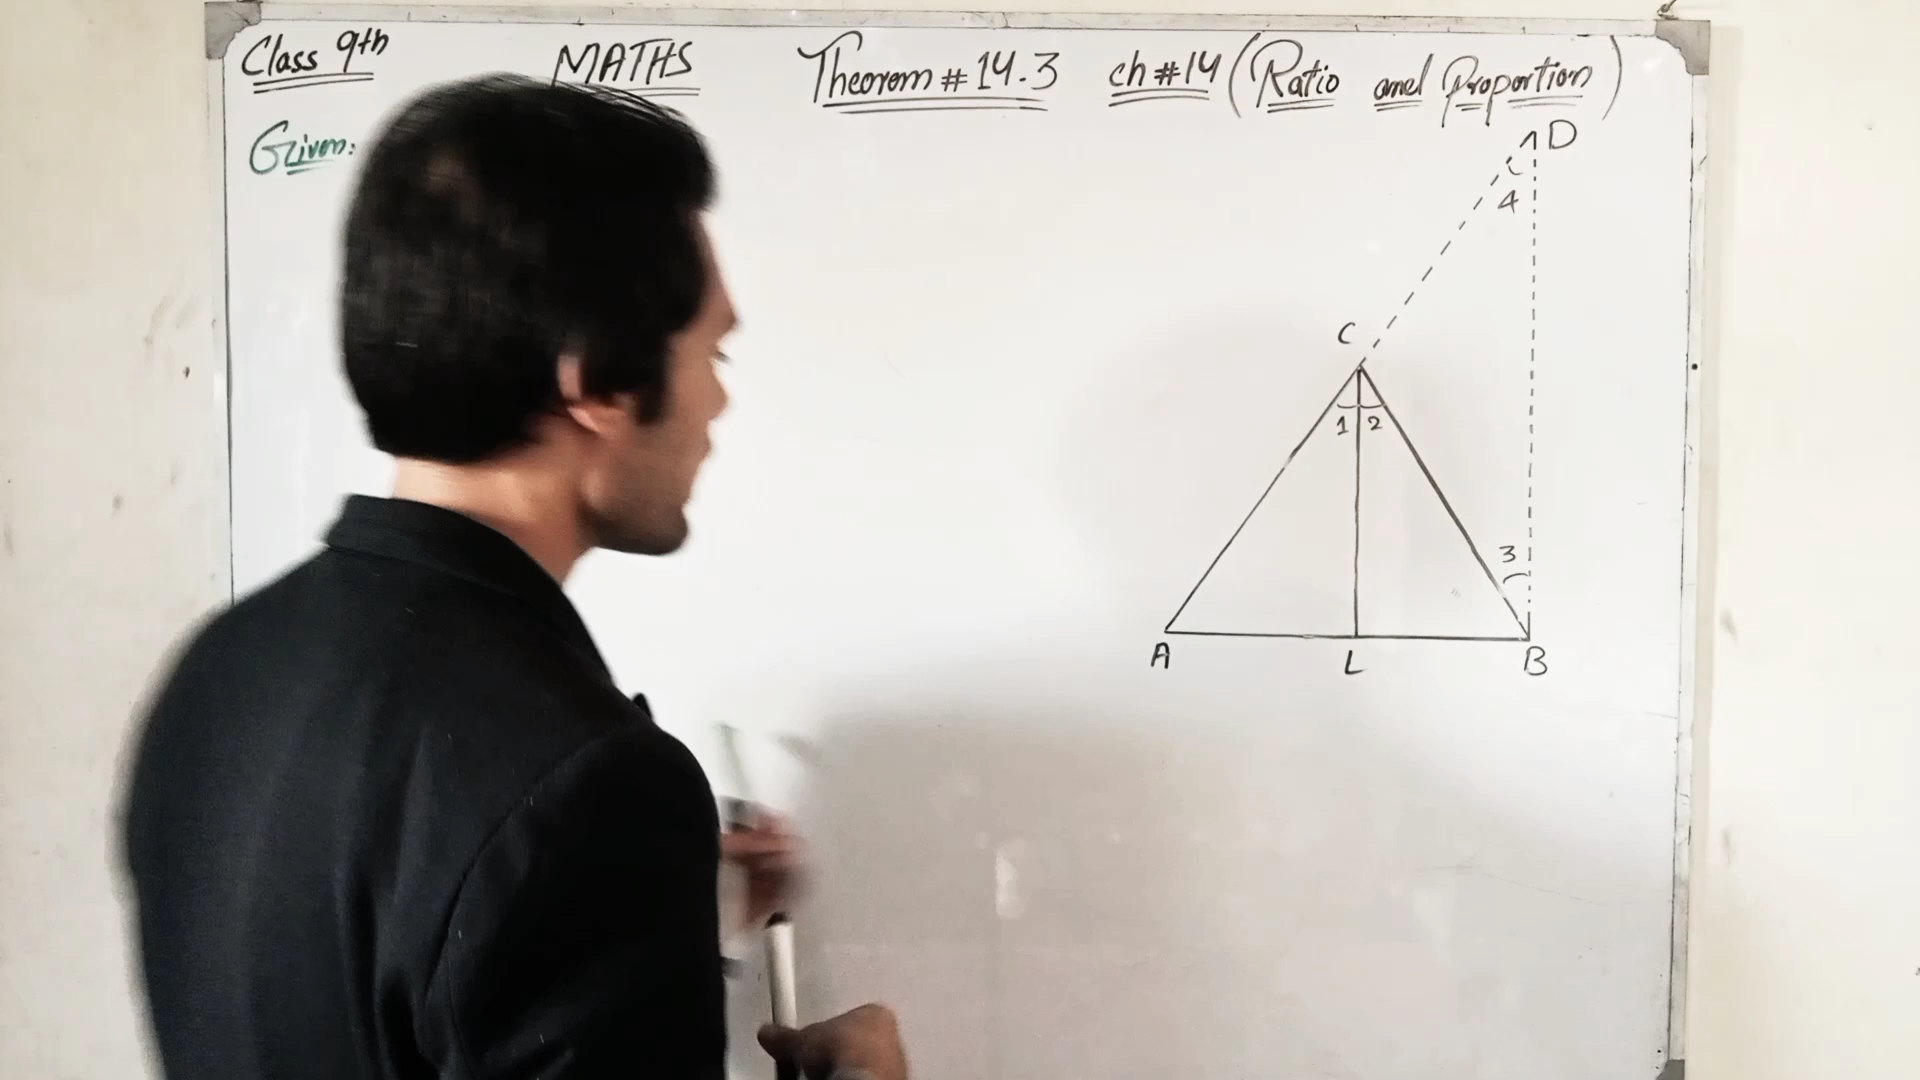 Class 9th MATHS Theorem # 14.3 ch # 14 (Ratio and Proportion)
Given:
D
4
C
1 2
3
A L B